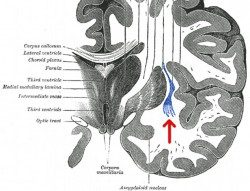 Corpus callosum
Lateral ventricle
Choroid plexus
Fornix
Third ventricle
Medial medullary lamina
Intermediate mass
Third ventricle
Optic tract
Corpora
mamillaria
Amygdaloid nucleus